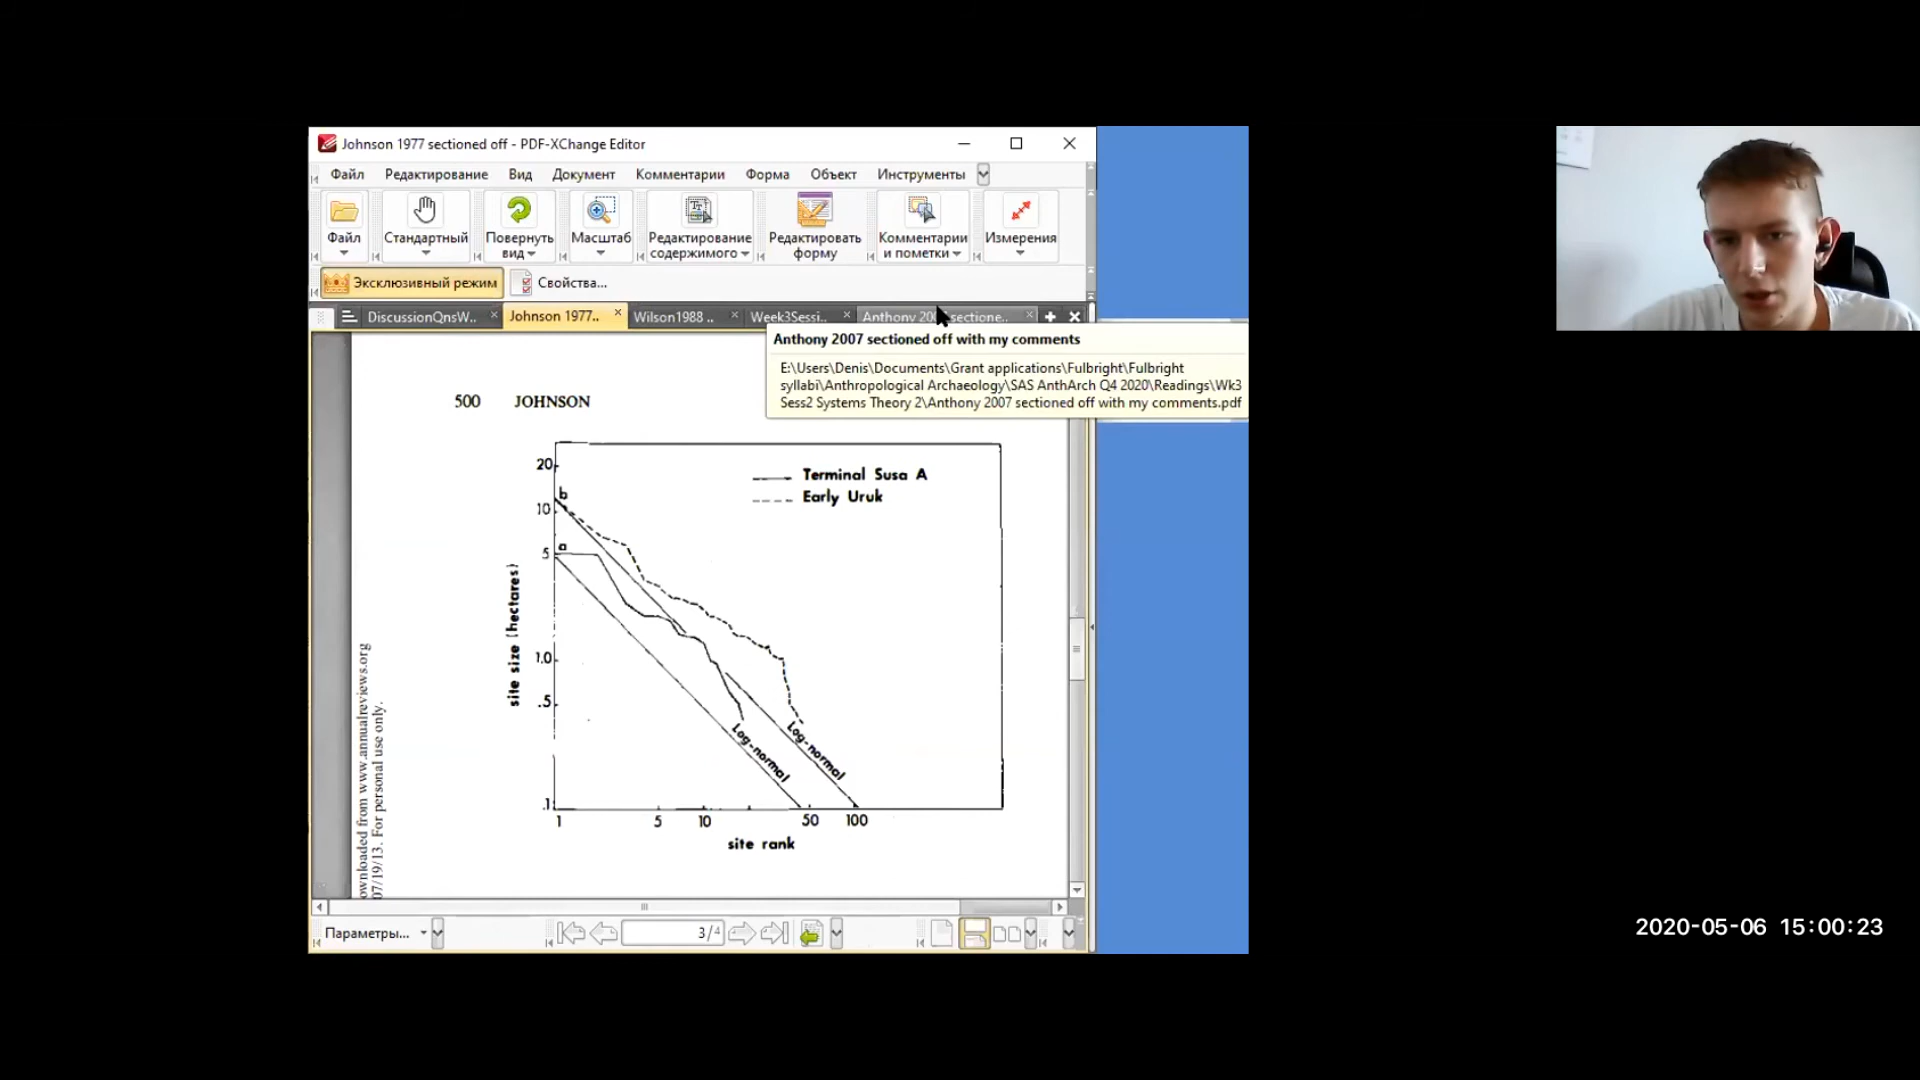 Johnson 1977 sectioned off - PDF-XChange Editor
Файл Редактирование Вид Документ Комментарии Форма Объект Инструменты
Файл Стандартный Повернуть вид Масштаб Редактирование содержимого Редактировать форму Комментарии и пометки Измерения
Эксклюзивный режим Свойства...
DiscussionQnsW.. Johnson 1977.. Wilson1988 .. Week3Sessi.. Anthony 20 sectione..
Anthony 2007 sectioned off with my comments
E:\Users\Denis\Documents\Grant applications\Fulbright\Fulbright
syllabi\Anthropological Archaeology\SAS AnthArch Q4 2020\Readings\Wk3
Sess2 Systems Theory 2\Anthony 2007 sectioned off with my comments.pdf
500 JOHNSON
20
10
5
1.0
.5
.1
b
a
Terminal Susa A
Early Uruk
site size (hectares)
Log-normal
Log-normal
1 5 10 50 100
site rank
ownloaded from www.annualreviews.org
07/19/13. For personal use only.
Параметры... 3/4
2020-05-06 15:00:23